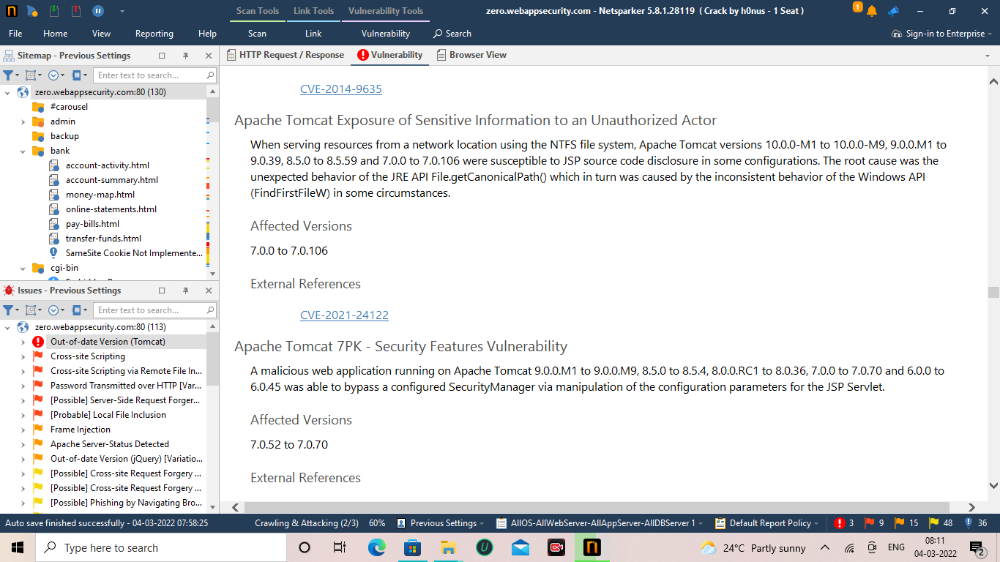 Scan Tools Link Tools Vulnerability Tools zero.webappsecurity.com - Netsparker 5.8.1.28119 ( Crack by h0nus - 1 Seat ) 1
File Home View Reporting Help Scan Link Vulnerability Search Sign-in to Enterprise
Sitemap - Previous Settings
Enter text to search...
zero.webappsecurity.com:80 (130)
#carousel
admin
backup
bank
account-activity.html
account-summary.html
money-map.html
online-statements.html
pay-bills.html
transfer-funds.html
SameSite Cookie Not Implemente...
cgi-bin
Issues - Previous Settings
Enter text to search...
zero.webappsecurity.com:80 (113)
Out-of-date Version (Tomcat)
Cross-site Scripting
Cross-site Scripting via Remote File In...
Password Transmitted over HTTP [Var...
[Possible] Server-Side Request Forger...
[Probable] Local File Inclusion
Frame Injection
Apache Server-Status Detected
Out-of-date Version (jQuery) [Variatio...
[Possible] Cross-site Request Forgery ...
[Possible] Cross-site Request Forgery ...
[Possible] Phishing by Navigating Bro...
HTTP Request / Response Vulnerability Browser View
CVE-2014-9635
Apache Tomcat Exposure of Sensitive Information to an Unauthorized Actor
When serving resources from a network location using the NTFS file system, Apache Tomcat versions 10.0.0-M1 to 10.0.0-M9, 9.0.0.M1 to
9.0.39, 8.5.0 to 8.5.59 and 7.0.0 to 7.0.106 were susceptible to JSP source code disclosure in some configurations. The root cause was the
unexpected behavior of the JRE API File.getCanonicalPath() which in turn was caused by the inconsistent behavior of the Windows API
(FindFirstFileW) in some circumstances.
Affected Versions
7.0.0 to 7.0.106
External References
CVE-2021-24122
Apache Tomcat 7PK - Security Features Vulnerability
A malicious web application running on Apache Tomcat 9.0.0.M1 to 9.0.0.M9, 8.5.0 to 8.5.4, 8.0.0.RC1 to 8.0.36, 7.0.0 to 7.0.70 and 6.0.0 to
6.0.45 was able to bypass a configured SecurityManager via manipulation of the configuration parameters for the JSP Servlet.
Affected Versions
7.0.52 to 7.0.70
External References
Auto save finished successfully - 04-03-2022 07:58:25 Crawling & Attacking (2/3) 60% Previous Settings AllOS-AllWebServer-AllAppServer-AllDBServer 1 Default Report Policy 3 9 15 48 36
Type here to search 24°C Partly sunny ENG 08:11
04-03-2022 2